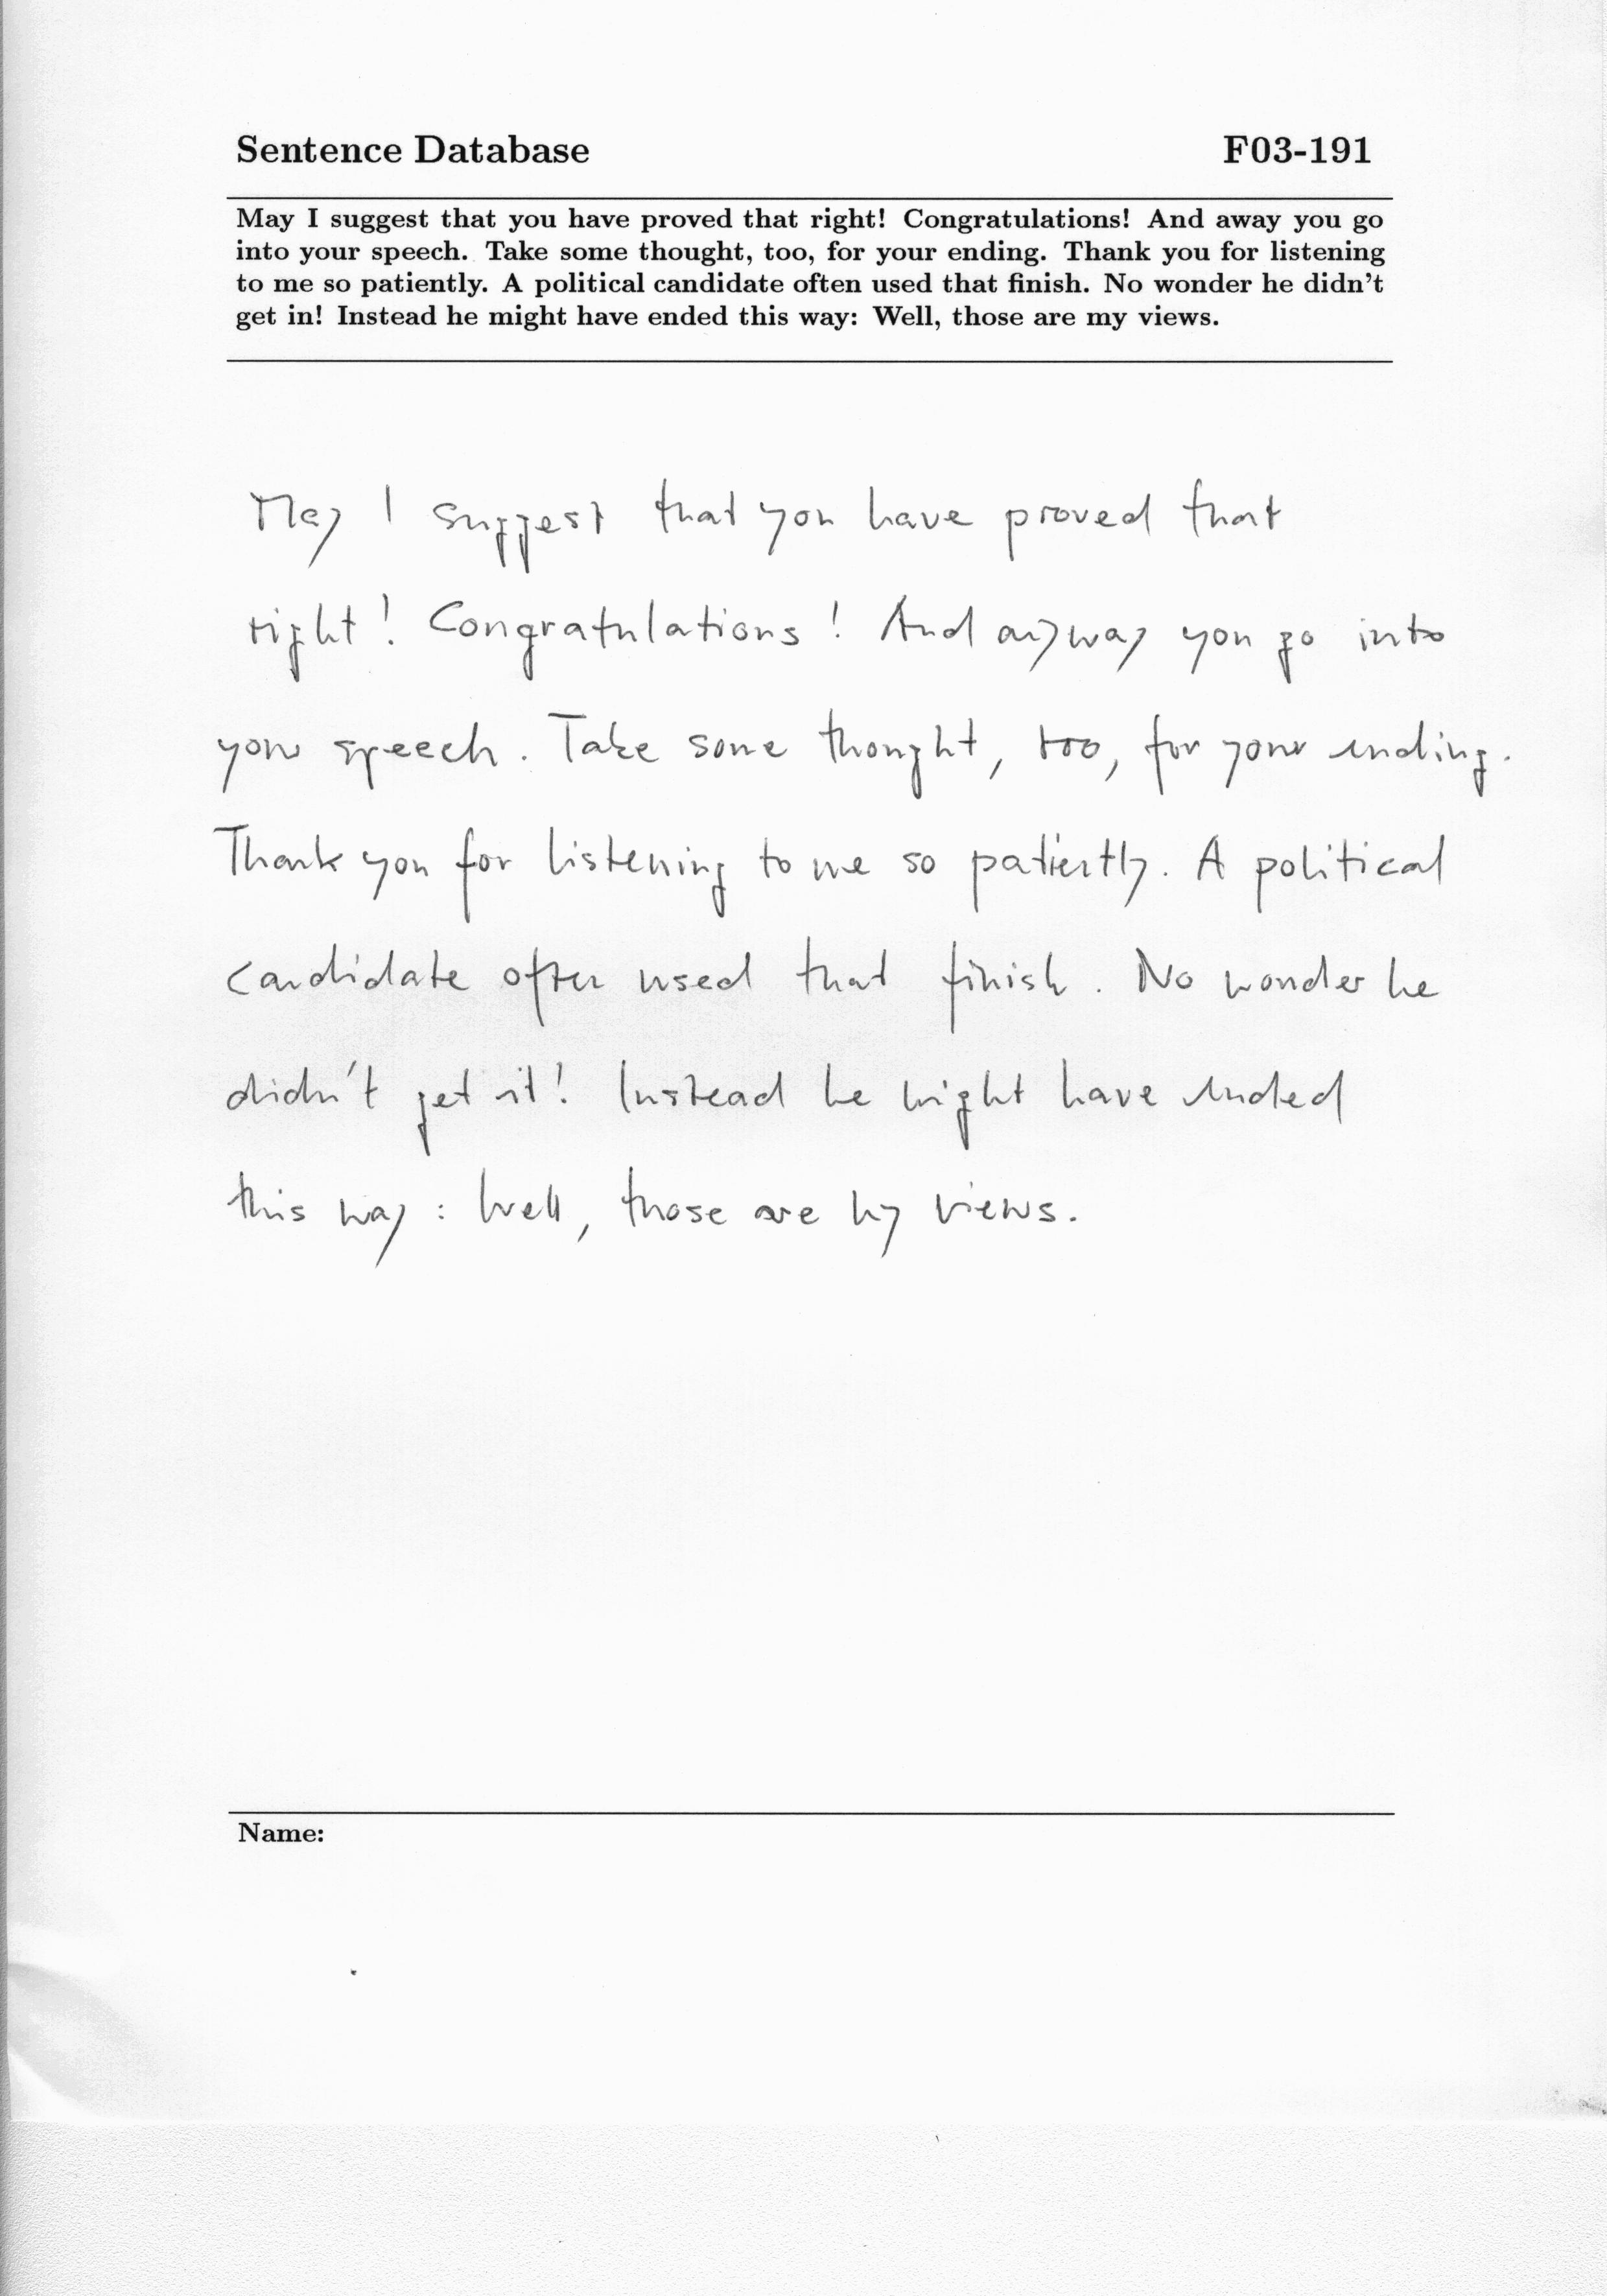 Sentence Database F03-191
May I suggest that you have proved that right! Congratulations! And away you go
into your speech. Take some thought, too, for your ending. Thank you for listening
to me so patiently. A political candidate often used that finish. No wonder he didn't
get in! Instead he might have ended this way: Well, those are my views.
May I suggest that you have proved that
right! Congratulations! And anyway you go into
your speech. Take some thought, too, for your ending.
Thank you for listening to me so patiently. A political
candidate often used that finish. No wonder he
didn't get it! Instead he might have ended
this way: Well, those are my views.
Name: